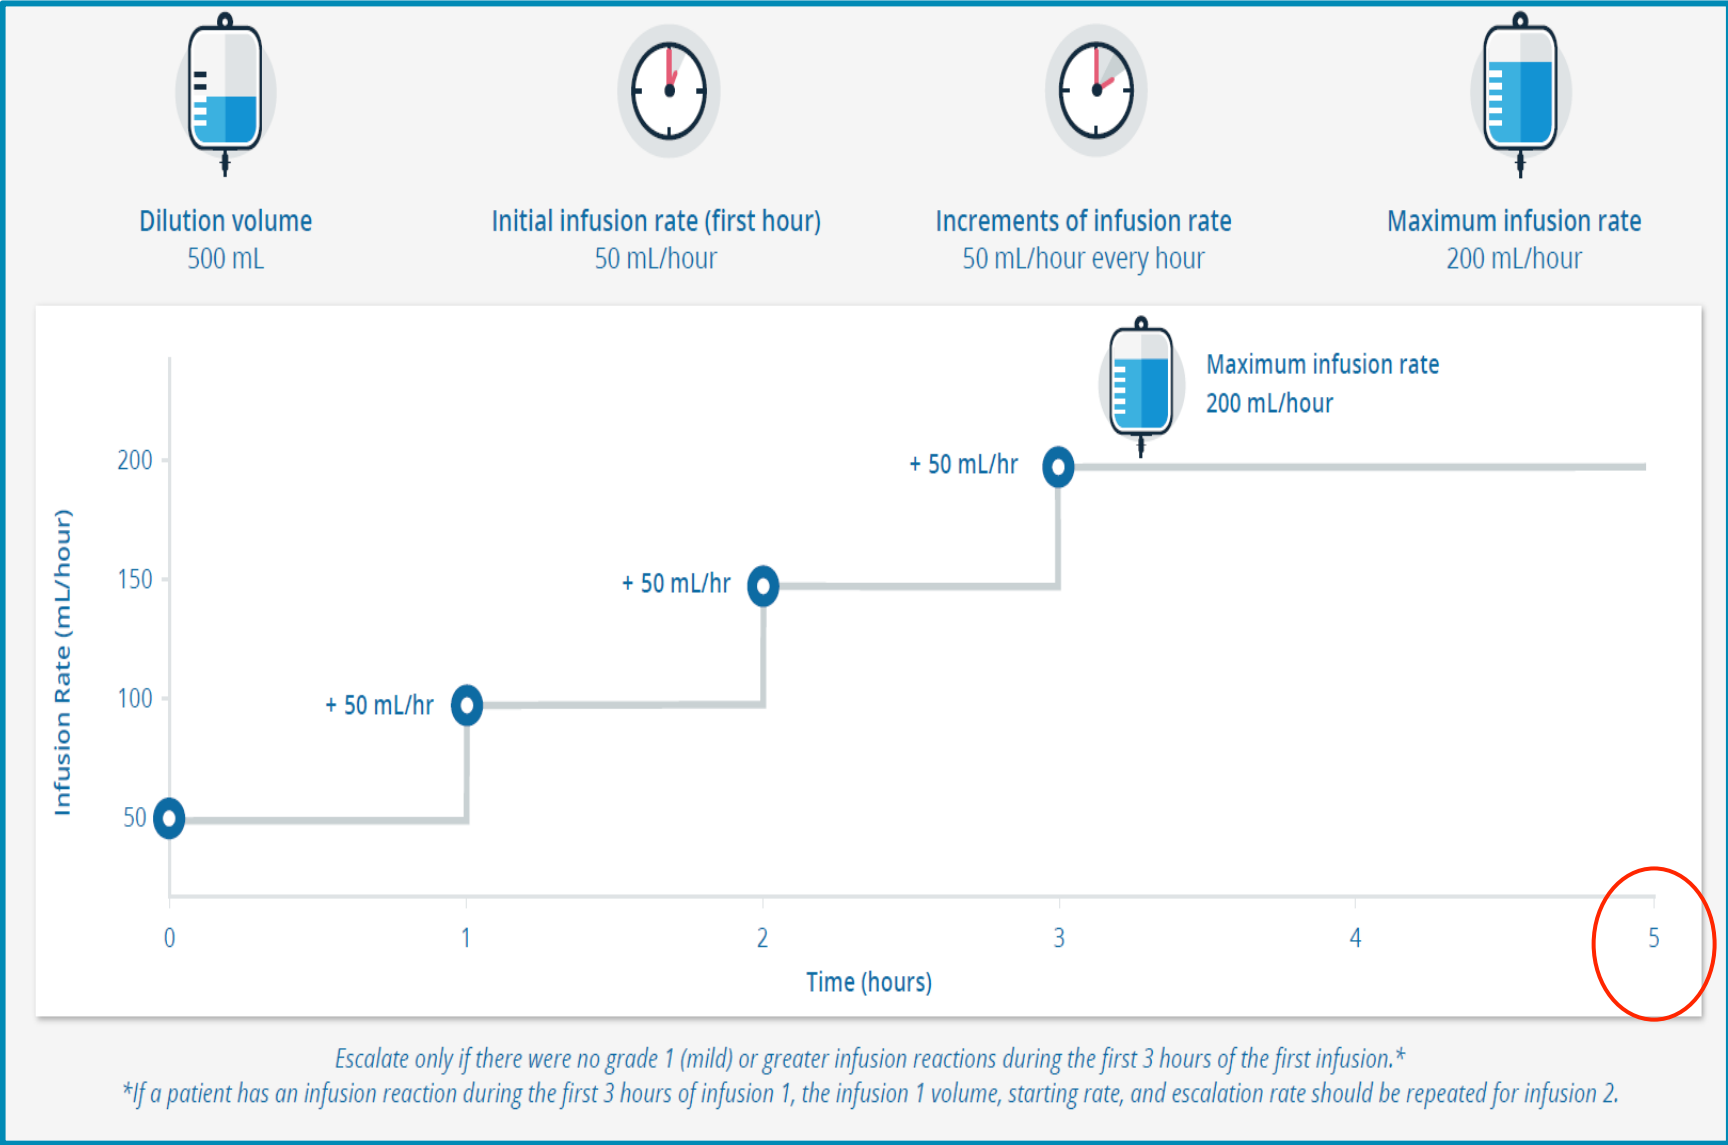 Dilution volume
500 mL
Initial infusion rate (first hour)
50 mL/hour
Increments of infusion rate
50 mL/hour every hour
Maximum infusion rate
200 mL/hour
Maximum infusion rate
200 mL/hour
Infusion Rate (mL/hour)
200
150
100
50
+ 50 mL/hr
+ 50 mL/hr
+ 50 mL/hr
0 1 2 3 4 5
Time (hours)
Escalate only if there were no grade 1 (mild) or greater infusion reactions during the first 3 hours of the first infusion.*
*If a patient has an infusion reaction during the first 3 hours of infusion 1, the infusion 1 volume, starting rate, and escalation rate should be repeated for infusion 2.